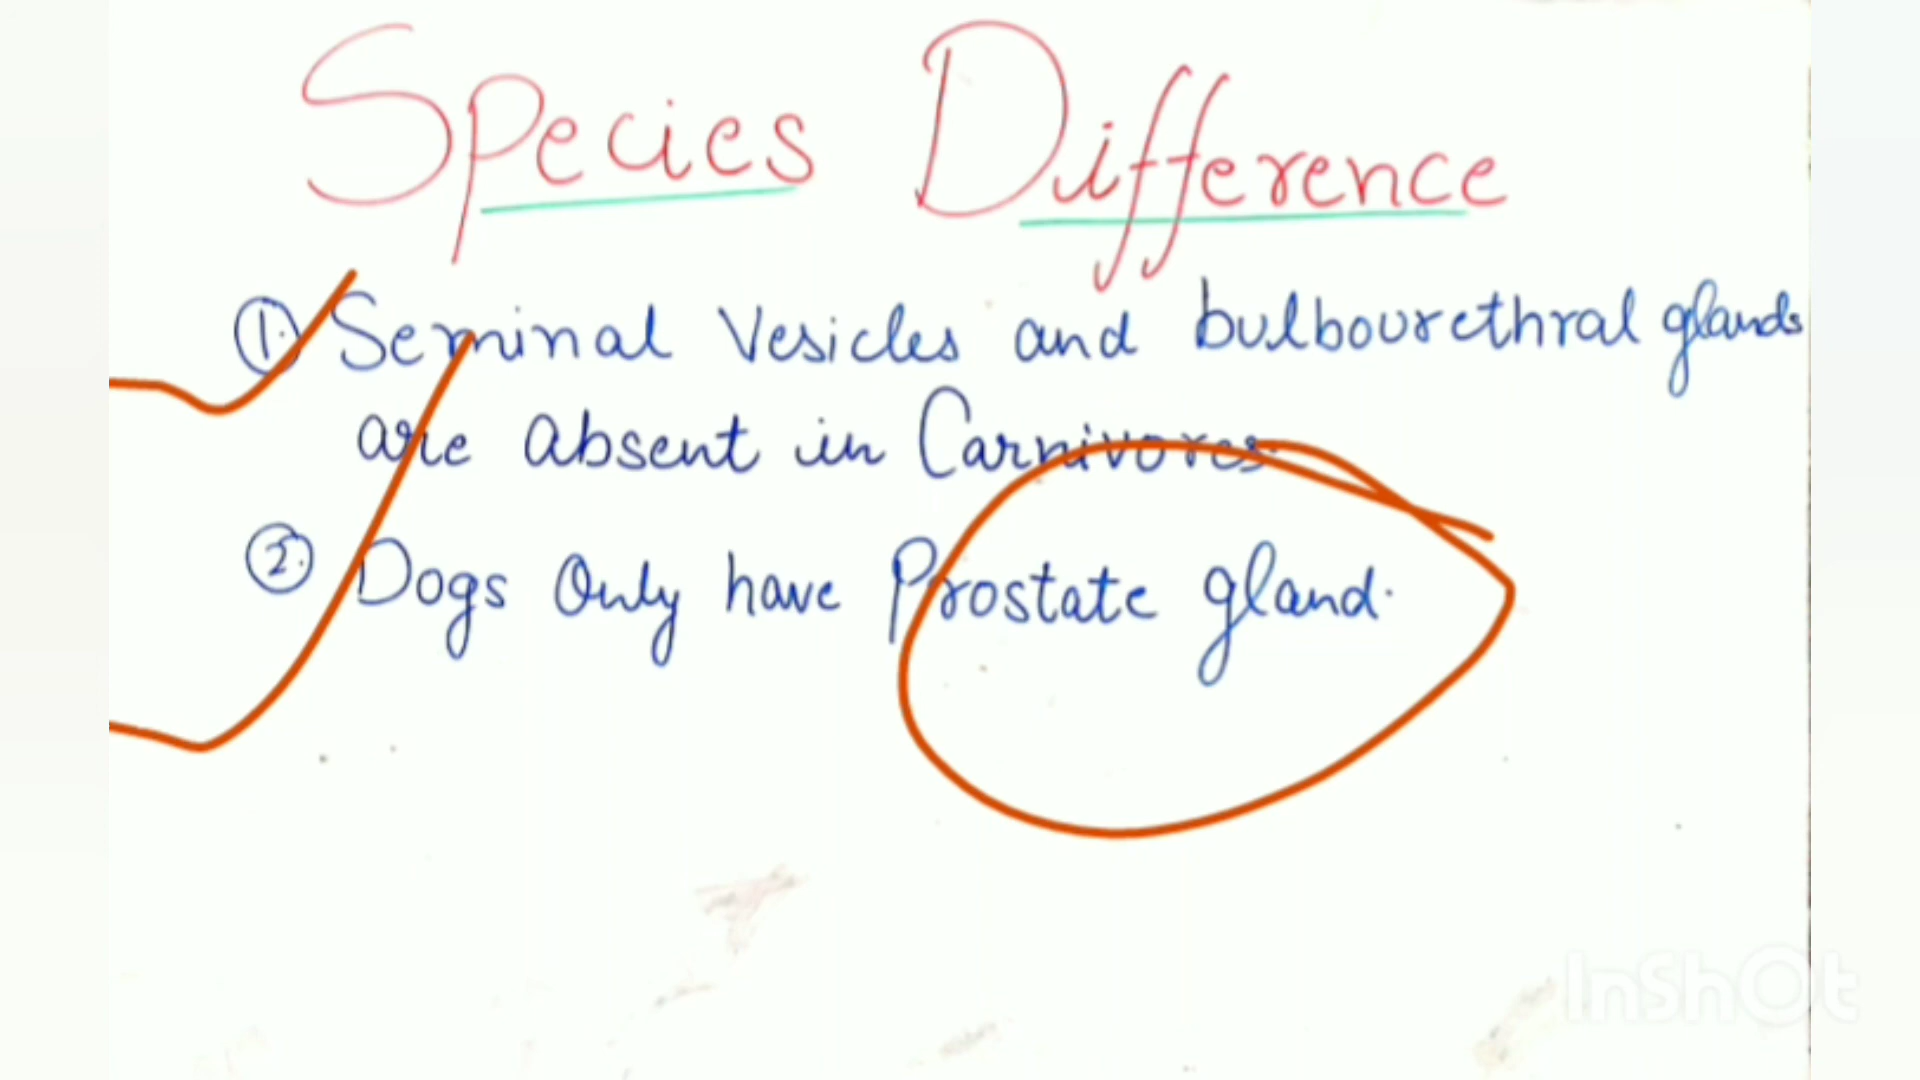 Species Difference
1. Seminal Vesicles and bulbourethral glands
are absent in Carnivores
2. Dogs Only have Prostate gland.
InShOt